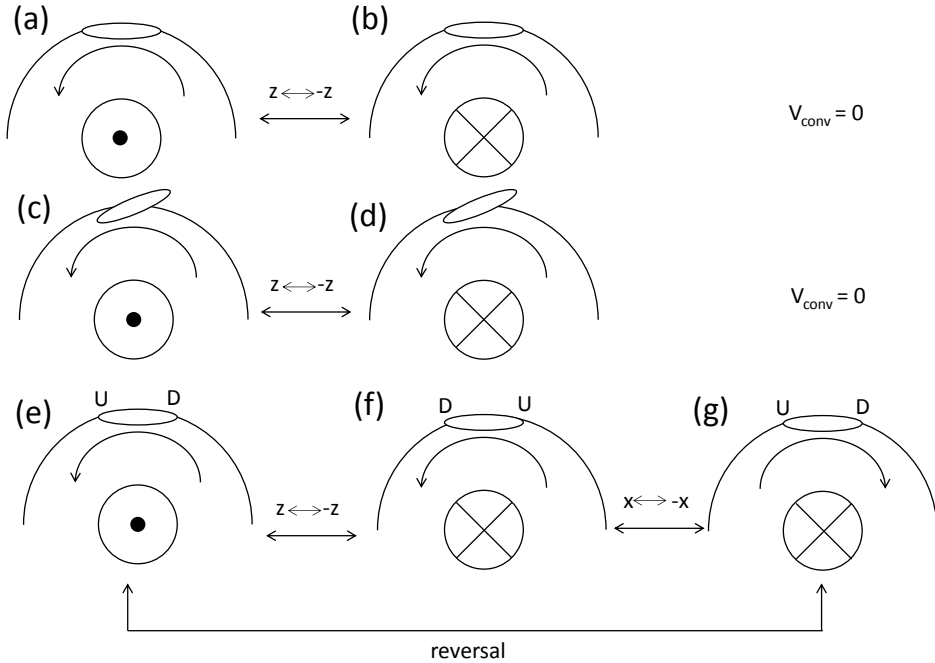 (a)
(b)
z⟷-z
V_conv = 0
(c)
(d)
z⟷-z
V_conv = 0
(e)
U
D
(f)
D
U
(g)
U
D
z⟷-z
x⟷-x
reversal